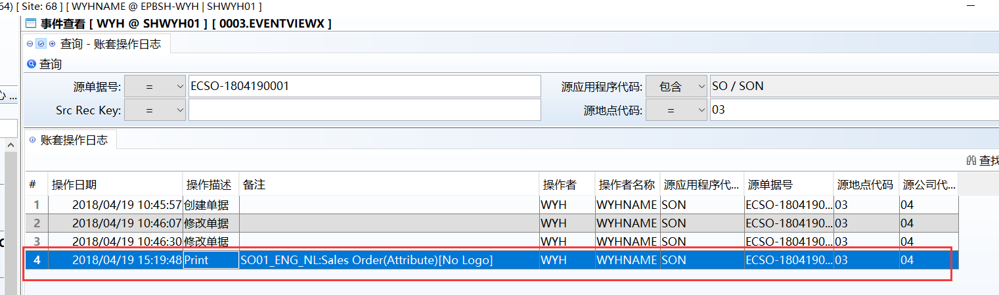 64) [ Site: 68 ] [ WYHNAME @ EPBSH-WYH | SHWYH01 ]
事件查看 [ WYH @ SHWYH01 ] [ 0003.EVENTVIEWX ]
查询 - 账套操作日志
查询
源单据号: = ECSO-1804190001 源应用程序代码: 包含 SO / SON
Src Rec Key: = 源地点代码: = 03
心 ...
账套操作日志
查找
# 操作日期 操作描述 备注 操作者 操作者名称 源应用程序代... 源单据号 源地点代码 源公司代...
1 2018/04/19 10:45:57 创建单据 WYH WYHNAME SON ECSO-1804190... 03 04
2 2018/04/19 10:46:07 修改单据 WYH WYHNAME SON ECSO-1804190... 03 04
3 2018/04/19 10:46:30 修改单据 WYH WYHNAME SON ECSO-1804190... 03 04
4 2018/04/19 15:19:48 Print SO01_ENG_NL:Sales Order(Attribute)[No Logo] WYH WYHNAME SON ECSO-1804190... 03 04